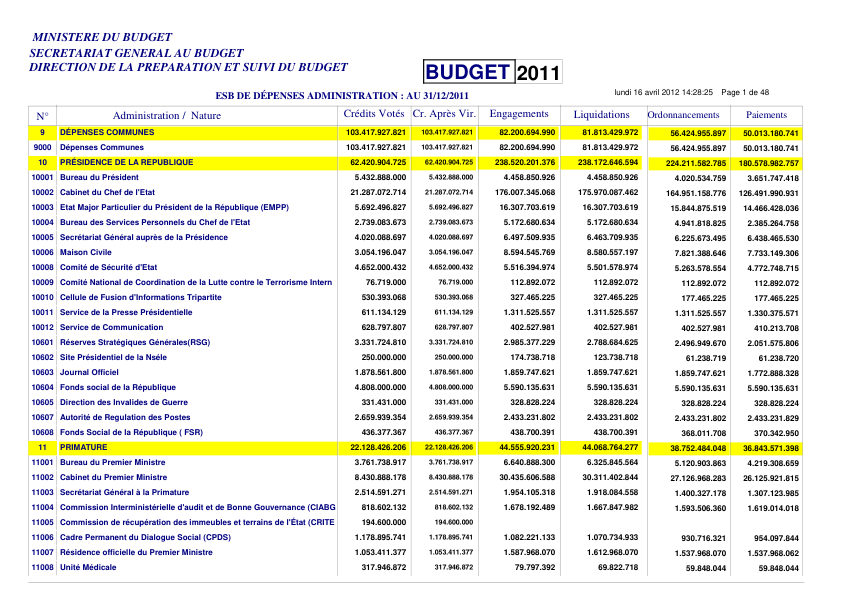 MINISTERE DU BUDGET
SECRETARIAT GENERAL AU BUDGET
DIRECTION DE LA PREPARATION ET SUIVI DU BUDGET
BUDGET 2011
ESB DE DÉPENSES ADMINISTRATION : AU 31/12/2011
lundi 16 avril 2012 14:28:25 Page 1 de 48
N° Administration / Nature Crédits Votés Cr. Après Vir. Engagements Liquidations Ordonnancements Paiements
9 DÉPENSES COMMUNES 103.417.927.821 103.417.927.821 82.200.694.990 81.813.429.972 56.424.955.897 50.013.180.741
9000 Dépenses Communes 103.417.927.821 103.417.927.821 82.200.694.990 81.813.429.972 56.424.955.897 50.013.180.741
10 PRÉSIDENCE DE LA REPUBLIQUE 62.420.904.725 62.420.904.725 238.520.201.376 238.172.646.594 224.211.582.785 180.578.982.757
10001 Bureau du Président 5.432.888.000 5.432.888.000 4.458.850.926 4.458.850.926 4.020.534.759 3.651.747.418
10002 Cabinet du Chef de l'Etat 21.287.072.714 21.287.072.714 176.007.345.068 175.970.087.462 164.951.158.776 126.491.990.931
10003 Etat Major Particulier du Président de la République (EMPP) 5.692.496.827 5.692.496.827 16.307.703.619 16.307.703.619 15.844.875.519 14.466.428.036
10004 Bureau des Services Personnels du Chef de l'Etat 2.739.083.673 2.739.083.673 5.172.680.634 5.172.680.634 4.941.818.825 2.385.264.758
10005 Secrétariat Général auprès de la Présidence 4.020.088.697 4.020.088.697 6.497.509.935 6.463.709.935 6.225.673.495 6.438.465.530
10006 Maison Civile 3.054.196.047 3.054.196.047 8.594.545.769 8.580.557.197 7.821.388.646 7.733.149.306
10008 Comité de Sécurité d'Etat 4.652.000.432 4.652.000.432 5.516.394.974 5.501.578.974 5.263.578.554 4.772.748.715
10009 Comité National de Coordination de la Lutte contre le Terrorisme Intern 76.719.000 76.719.000 112.892.072 112.892.072 112.892.072 112.892.072
10010 Cellule de Fusion d'Informations Tripartite 530.393.068 530.393.068 327.465.225 327.465.225 177.465.225 177.465.225
10011 Service de la Presse Présidentielle 611.134.129 611.134.129 1.311.525.557 1.311.525.557 1.311.525.557 1.330.375.571
10012 Service de Communication 628.797.807 628.797.807 402.527.981 402.527.981 402.527.981 410.213.708
10601 Réserves Stratégiques Générales(RSG) 3.331.724.810 3.331.724.810 2.985.377.229 2.788.684.625 2.496.949.670 2.051.575.806
10602 Site Présidentiel de la Nséle 250.000.000 250.000.000 174.738.718 123.738.718 61.238.719 61.238.720
10603 Journal Officiel 1.878.561.800 1.878.561.800 1.859.747.621 1.859.747.621 1.859.747.621 1.772.888.328
10604 Fonds social de la République 4.808.000.000 4.808.000.000 5.590.135.631 5.590.135.631 5.590.135.631 5.590.135.631
10605 Direction des Invalides de Guerre 331.431.000 331.431.000 328.828.224 328.828.224 328.828.224 328.828.224
10607 Autorité de Regulation des Postes 2.659.939.354 2.659.939.354 2.433.231.802 2.433.231.802 2.433.231.802 2.433.231.829
10608 Fonds Social de la République ( FSR) 436.377.367 436.377.367 438.700.391 438.700.391 368.011.708 370.342.950
11 PRIMATURE 22.128.426.206 22.128.426.206 44.555.920.231 44.068.764.277 38.752.484.048 36.843.571.398
11001 Bureau du Premier Ministre 3.761.738.917 3.761.738.917 6.640.888.300 6.325.845.564 5.120.903.863 4.219.308.659
11002 Cabinet du Premier Ministre 8.430.888.178 8.430.888.178 30.435.606.588 30.311.402.844 27.126.968.283 26.125.921.815
11003 Secrétariat Général à la Primature 2.514.591.271 2.514.591.271 1.954.105.318 1.918.084.558 1.400.327.178 1.307.123.985
11004 Commission Interministérielle d'audit et de Bonne Gouvernance (CIABG 818.602.132 818.602.132 1.678.192.489 1.667.847.982 1.593.506.360 1.619.014.018
11005 Commission de récupération des immeubles et terrains de l'État (CRITE 194.600.000 194.600.000
11006 Cadre Permanent du Dialogue Social (CPDS) 1.178.895.741 1.178.895.741 1.082.221.133 1.070.734.933 930.716.321 954.097.844
11007 Résidence officielle du Premier Ministre 1.053.411.377 1.053.411.377 1.587.968.070 1.612.968.070 1.537.968.070 1.537.968.062
11008 Unité Médicale 317.946.872 317.946.872 79.797.392 69.822.718 59.848.044 59.848.044